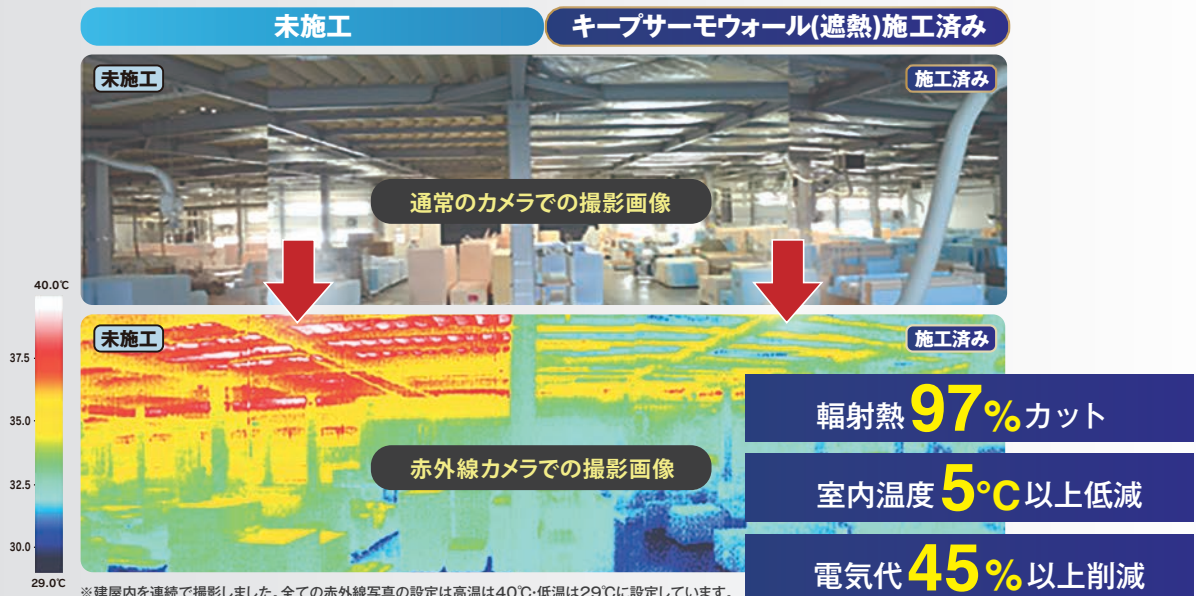 未施工
キープサーモウォール(遮熱)施工済み
未施工
施工済み
通常のカメラでの撮影画像
40.0℃
37.5
35.0
32.5
30.0
29.0℃
未施工
施工済み
赤外線カメラでの撮影画像
輻射熱97%カット
室内温度5℃以上低減
電気代45%以上削減
※建屋内を連続で撮影しました。全ての赤外線写真の設定は高温は40℃・低温は29℃に設定しています。